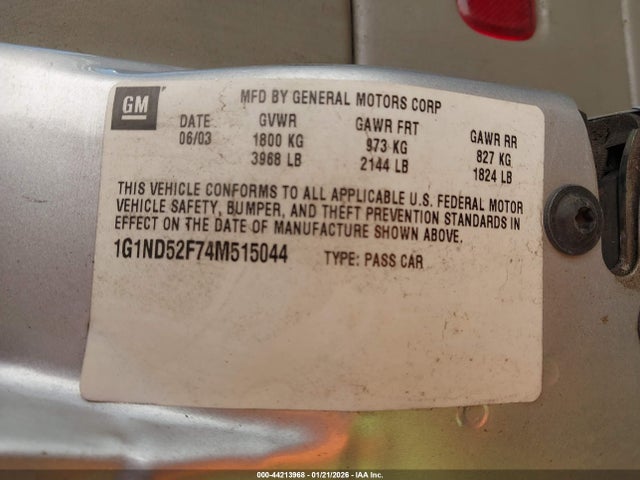 GM
MFD BY GENERAL MOTORS CORP
DATE GVWR GAWR FRT GAWR RR
06/03 1800 KG 973 KG 827 KG
3968 LB 2144 LB 1824 LB
THIS VEHICLE CONFORMS TO ALL APPLICABLE U.S. FEDERAL MOTOR
VEHICLE SAFETY, BUMPER, AND THEFT PREVENTION STANDARDS IN
EFFECT ON THE DATE OF MANUFACTURE SHOWN ABOVE.
1G1ND52F74M515044 TYPE: PASS CAR
000-44213968 - 01/21/2026 - IAA Inc.